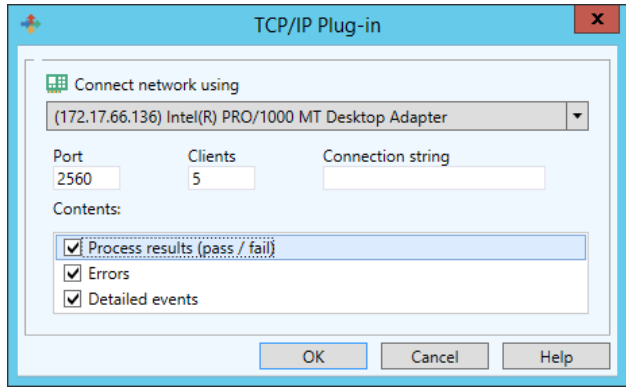 TCP/IP Plug-in
x
Connect network using
(172.17.66.136) Intel(R) PRO/1000 MT Desktop Adapter
Port Clients Connection string
2560 5
Contents:
Process results (pass / fail)
Errors
Detailed events
OK Cancel Help